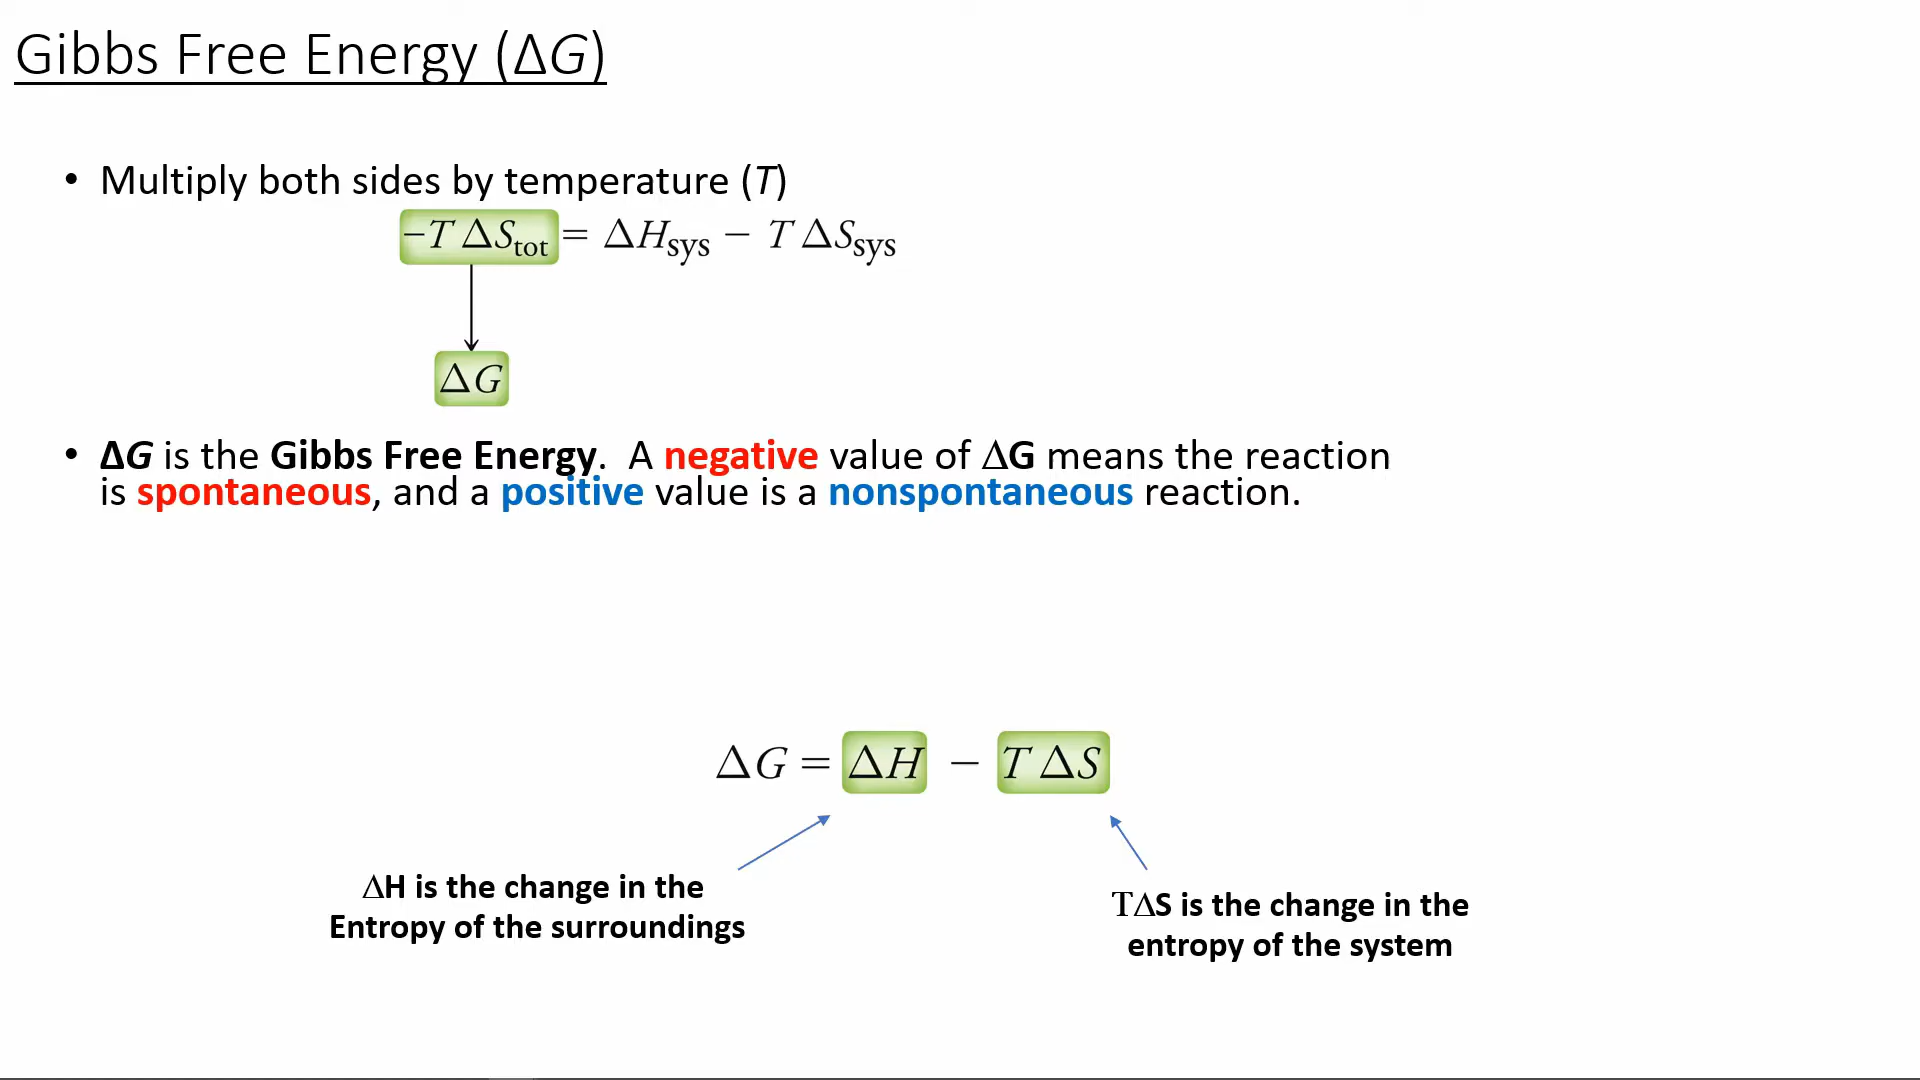 Gibbs Free Energy (ΔG)
• Multiply both sides by temperature (T)
−T ΔStot = ΔHsys − T ΔSsys
ΔG
• ΔG is the Gibbs Free Energy. A negative value of ΔG means the reaction
is spontaneous, and a positive value is a nonspontaneous reaction.
ΔG = ΔH − T ΔS
ΔH is the change in the
Entropy of the surroundings
TΔS is the change in the
entropy of the system